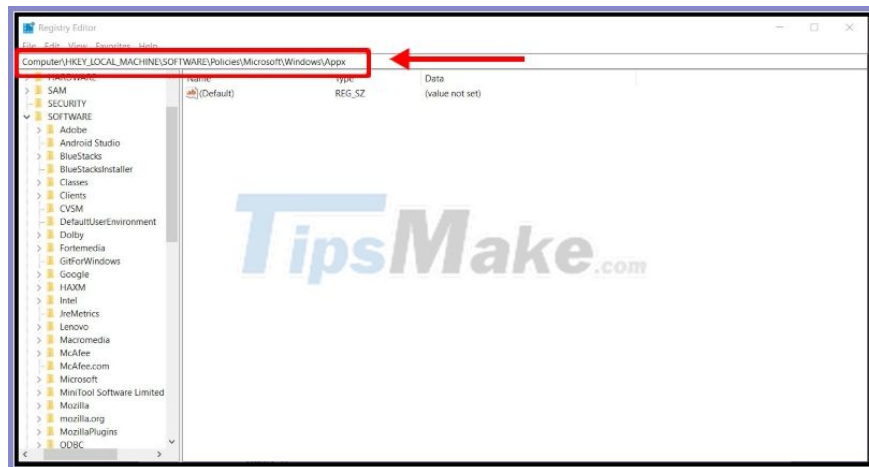 Registry Editor
File Edit View Favorites Help
Computer\HKEY_LOCAL_MACHINE\SOFTWARE\Policies\Microsoft\Windows\Appx
HARDWARE Name Type Data
SAM (Default) REG_SZ (value not set)
SECURITY
SOFTWARE
Adobe
Android Studio
BlueStacks
BlueStacksInstaller
Classes
Clients
CVSM
DefaultUserEnvironment
Dolby
Fortemedia
GitForWindows
Google
HAXM
Intel
JreMetrics
Lenovo
Macromedia
McAfee
McAfee.com
Microsoft
MiniTool Software Limited
Mozilla
mozilla.org
MozillaPlugins
ODBC
TipsMake.com